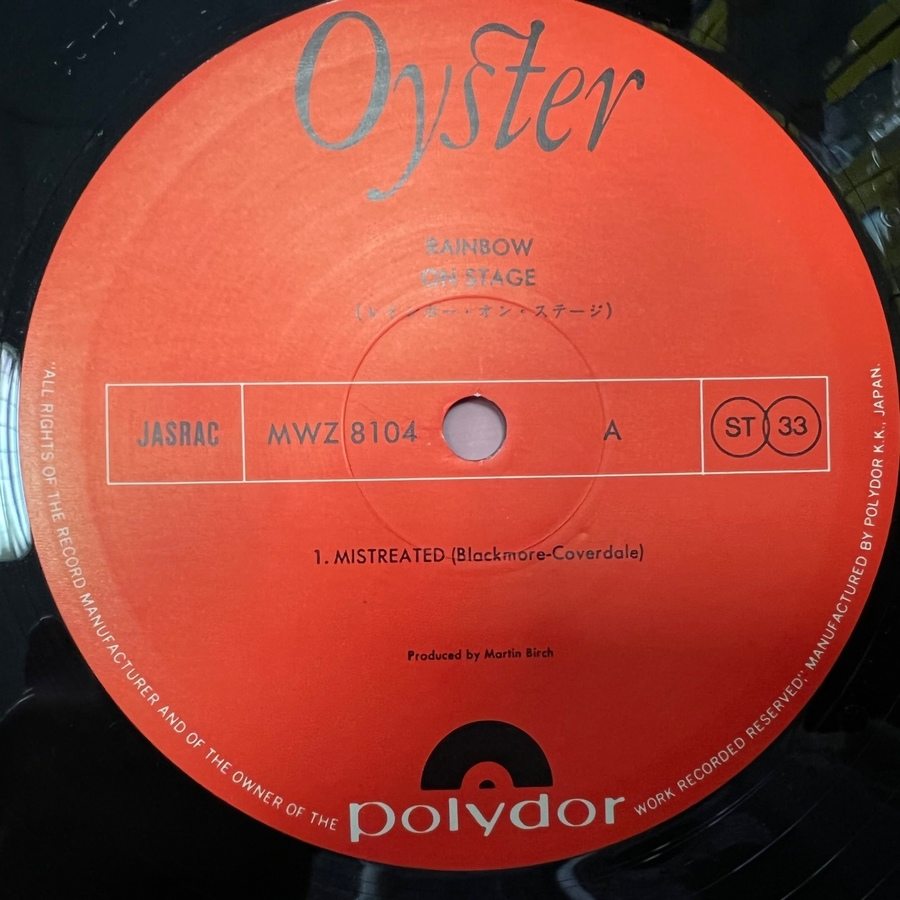 Oyster
RAINBOW
ON STAGE
(レインボー・オン・ステージ)
JASRAC MWZ 8104 A ST 33
1. MISTREATED (Blackmore-Coverdale)
Produced by Martin Birch
polydor
"ALL RIGHTS OF THE RECORD MANUFACTURER AND OF THE OWNER OF THE WORK RECORDED RESERVED," MANUFACTURED BY POLYDOR K.K., JAPAN.